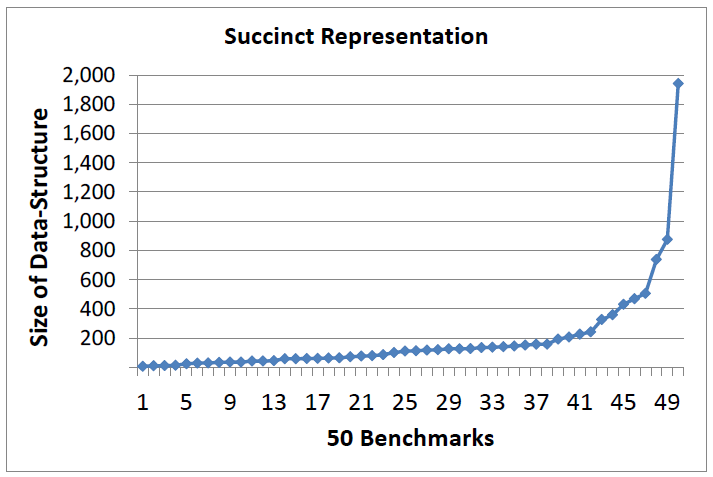 Succinct Representation
Size of Data-Structure
2,000
1,800
1,600
1,400
1,200
1,000
800
600
400
200
1 5 9 13 17 21 25 29 33 37 41 45 49
50 Benchmarks